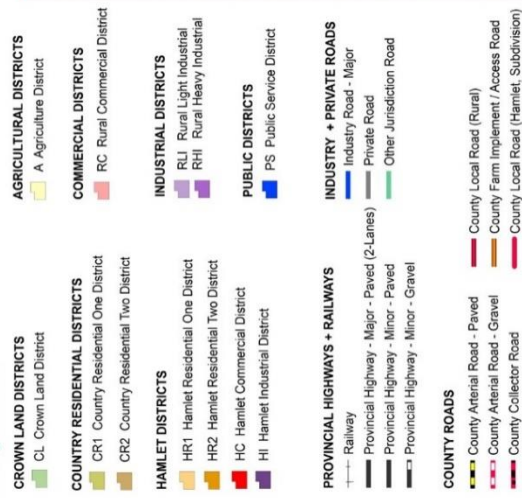 CROWN LAND DISTRICTS
CL Crown Land District
COUNTRY RESIDENTIAL DISTRICTS
CR1 Country Residential One District
CR2 Country Residential Two District
HAMLET DISTRICTS
HR1 Hamlet Residential One District
HR2 Hamlet Residential Two District
HC Hamlet Commercial District
HI Hamlet Industrial District
AGRICULTURAL DISTRICTS
A Agriculture District
COMMERCIAL DISTRICTS
RC Rural Commercial District
INDUSTRIAL DISTRICTS
RLI Rural Light Industrial
RHI Rural Heavy Industrial
PUBLIC DISTRICTS
PS Public Service District
PROVINCIAL HIGHWAYS + RAILWAYS
Railway
Provincial Highway - Major - Paved (2-Lanes)
Provincial Highway - Minor - Paved
Provincial Highway - Minor - Gravel
INDUSTRY + PRIVATE ROADS
Industry Road - Major
Private Road
Other Jurisdiction Road
COUNTY ROADS
County Arterial Road - Paved
County Arterial Road - Gravel
County Collector Road
County Local Road (Rural)
County Farm Implement / Access Road
County Local Road (Hamlet, Subdivision)